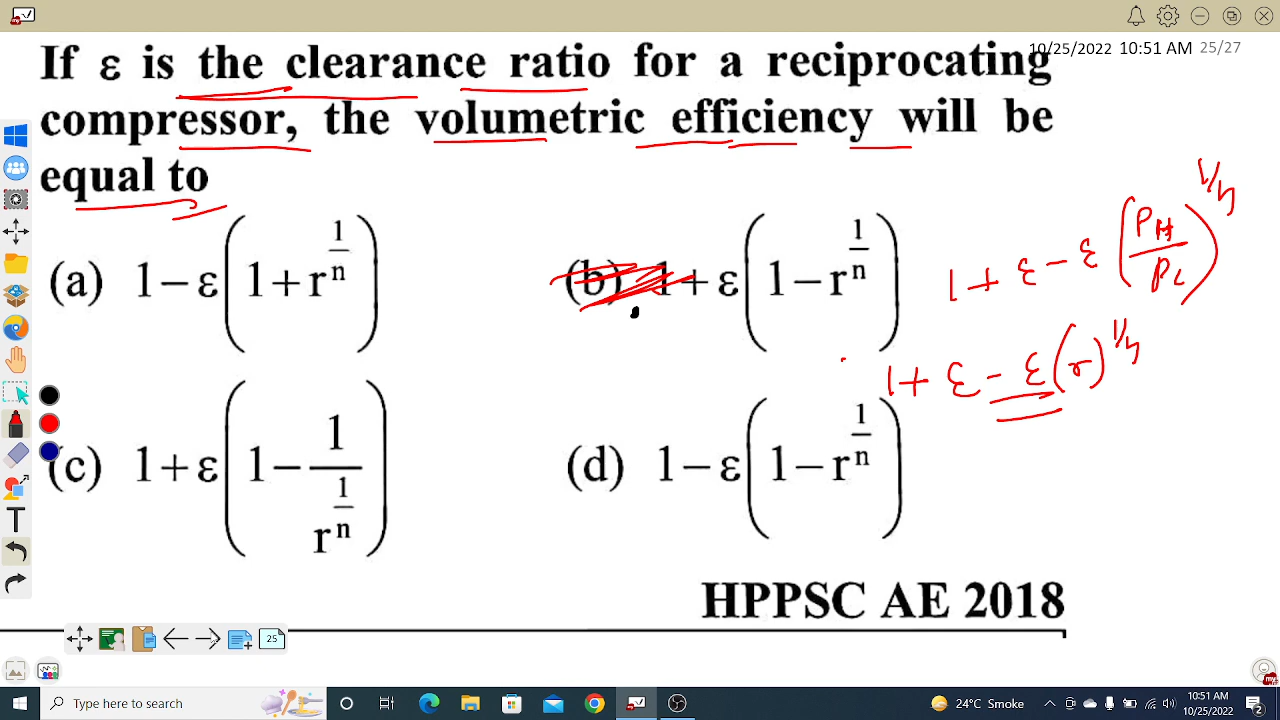 10/25/2022 10:51 AM 25/27
If ε is the clearance ratio for a reciprocating
compressor, the volumetric efficiency will be
equal to
(a) 1−ε(1+r^(1/n))
(b) 1+ε(1−r^(1/n))
(c) 1+ε(1−1/r^(1/n))
(d) 1−ε(1−r^(1/n))
1+ε−ε(P_H/P_L)^(1/n)
1+ε−ε(r)^(1/n)
HPPSC AE 2018
T
25
Type here to search
24°C Smoke
10:51 AM
10/25/2022